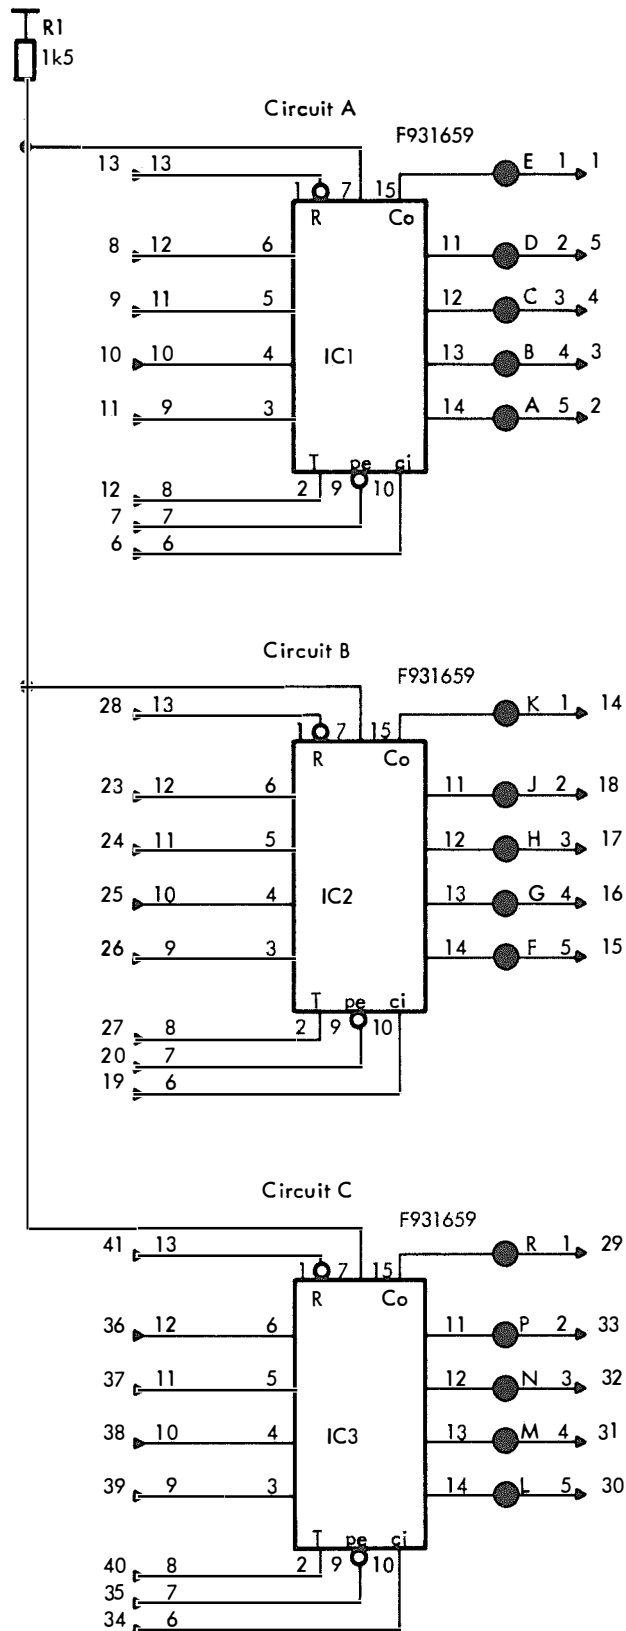 R1
1k5
Circuit A
F931659
13 13
1 7 15
E 1 1
R Co
8 12 6
11 D 2 5
9 11 5
12 C 3 4
10 10 4
IC1
13 B 4 3
11 9 3
14 A 5 2
T pe ci
12 8
2 9 10
7 7
6 6
Circuit B
F931659
28 13
1 7 15
K 1 14
R Co
23 12 6
11 J 2 18
24 11 5
12 H 3 17
25 10 4
IC2
13 G 4 16
26 9 3
14 F 5 15
T pe ci
27 8
2 9 10
20 7
19 6
Circuit C
F931659
41 13
1 7 15
R 1 29
R Co
36 12 6
11 P 2 33
37 11 5
12 N 3 32
38 10 4
IC3
13 M 4 31
39 9 3
14 L 5 30
T pe ci
40 8
2 9 10
35 7
34 6